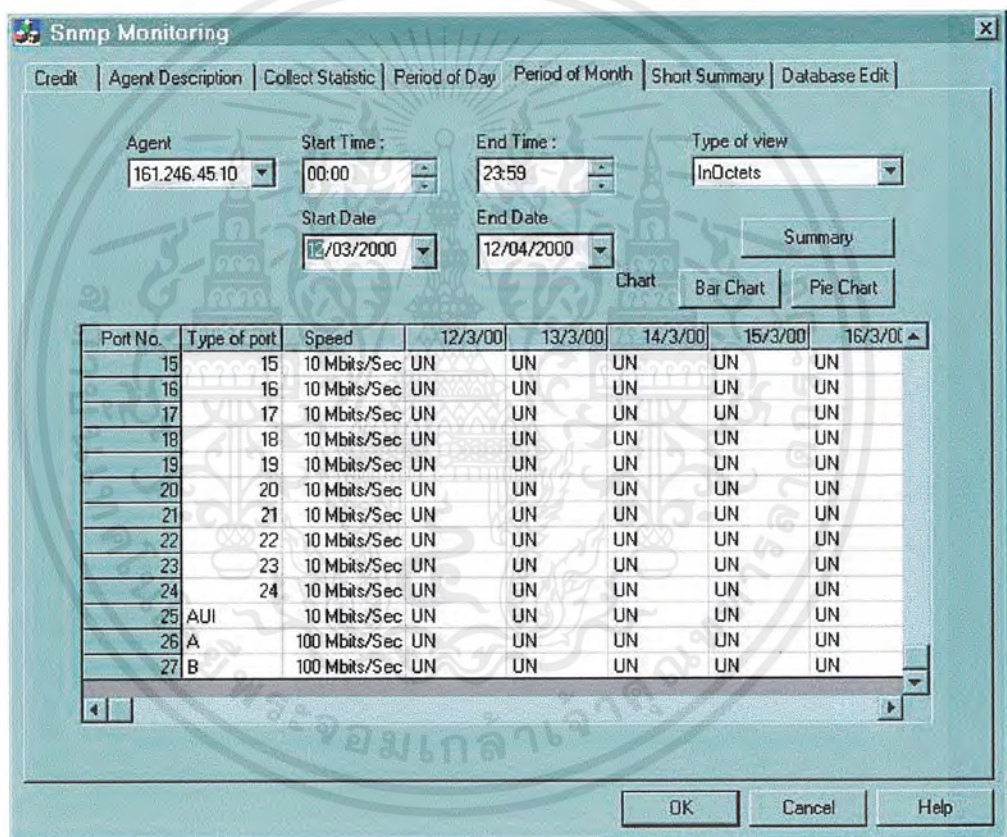 Snmp Monitoring
Credit Agent Description Collect Statistic Period of Day Period of Month Short Summary Database Edit
Agent Start Time : End Time : Type of view
161.246.45.10 00:00 23:59 InOctets
Start Date End Date
12/03/2000 12/04/2000 Summary
Chart Bar Chart Pie Chart
Port No. Type of port Speed 12/3/00 13/3/00 14/3/00 15/3/00 16/3/0
15 15 10 Mbits/Sec UN UN UN UN UN
16 16 10 Mbits/Sec UN UN UN UN UN
17 17 10 Mbits/Sec UN UN UN UN UN
18 18 10 Mbits/Sec UN UN UN UN UN
19 19 10 Mbits/Sec UN UN UN UN UN
20 20 10 Mbits/Sec UN UN UN UN UN
21 21 10 Mbits/Sec UN UN UN UN UN
22 22 10 Mbits/Sec UN UN UN UN UN
23 23 10 Mbits/Sec UN UN UN UN UN
24 24 10 Mbits/Sec UN UN UN UN UN
25 AUI 10 Mbits/Sec UN UN UN UN UN
26 A 100 Mbits/Sec UN UN UN UN UN
27 B 100 Mbits/Sec UN UN UN UN UN
OK Cancel Help